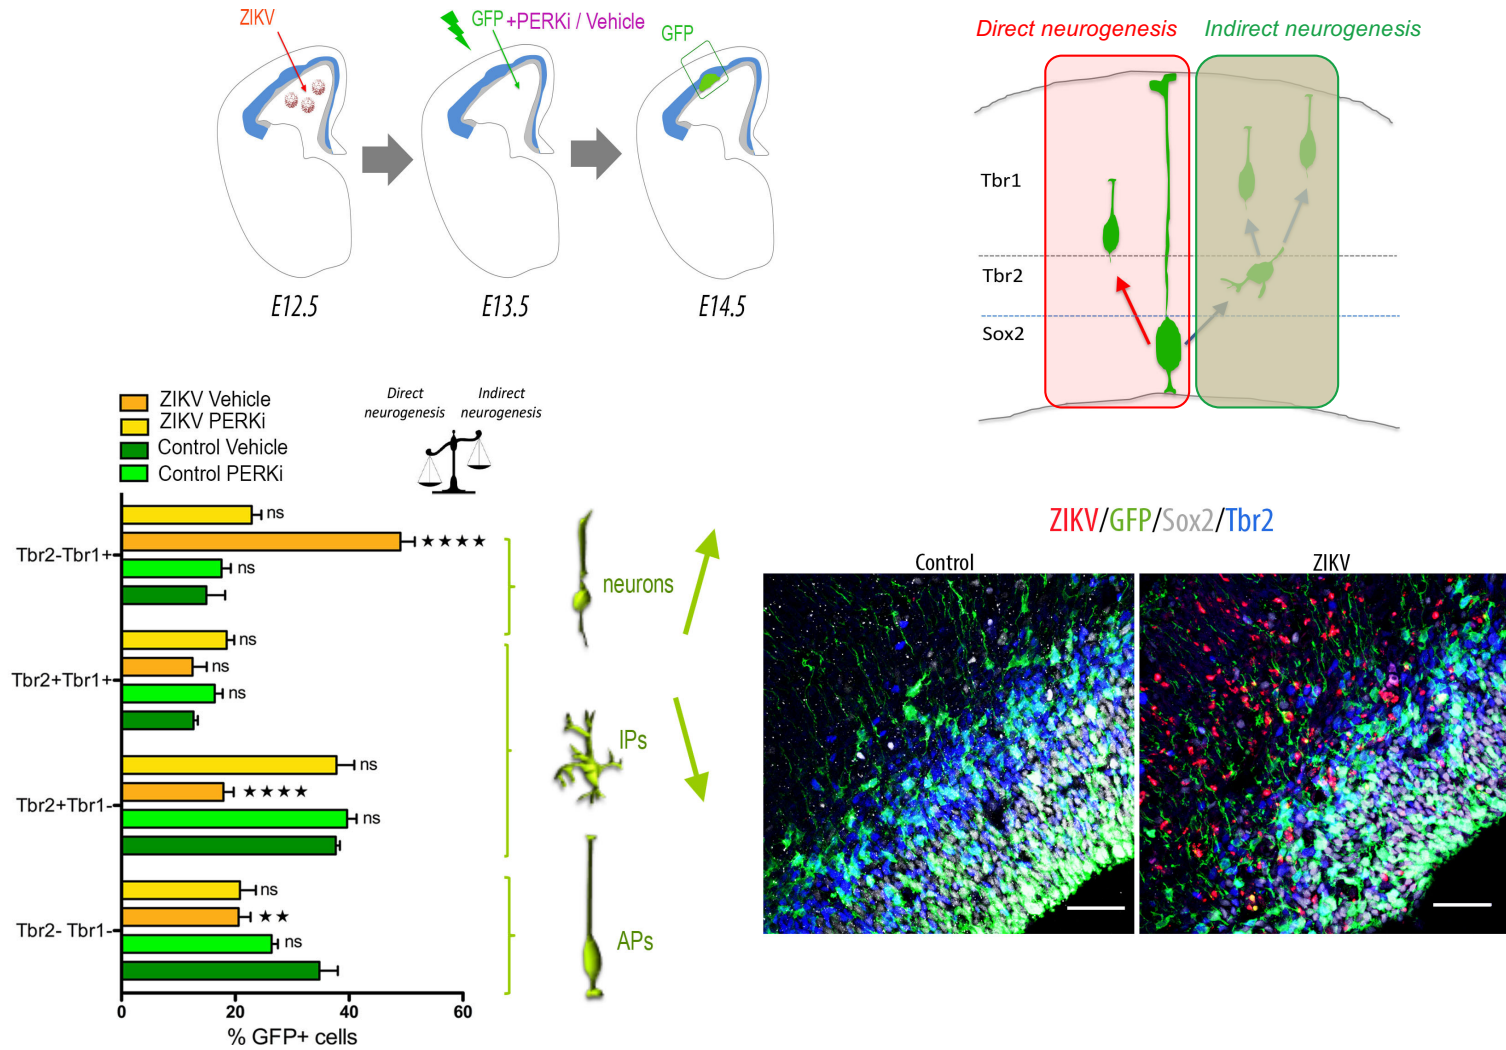 ZIKV
GFP +PERKi / Vehicle
GFP
E12.5
E13.5
E14.5
Direct neurogenesis
Indirect neurogenesis
Tbr1
Tbr2
Sox2
ZIKV Vehicle
ZIKV PERKi
Control Vehicle
Control PERKi
Direct
neurogenesis
Indirect
neurogenesis
Tbr2-Tbr1+
ns
★★★★
ns
Tbr2+Tbr1+
ns
ns
ns
Tbr2+Tbr1-
ns
★★★★
ns
Tbr2- Tbr1-
ns
★★
ns
0
20
40
60
% GFP+ cells
neurons
IPs
APs
ZIKV/GFP/Sox2/Tbr2
Control
ZIKV